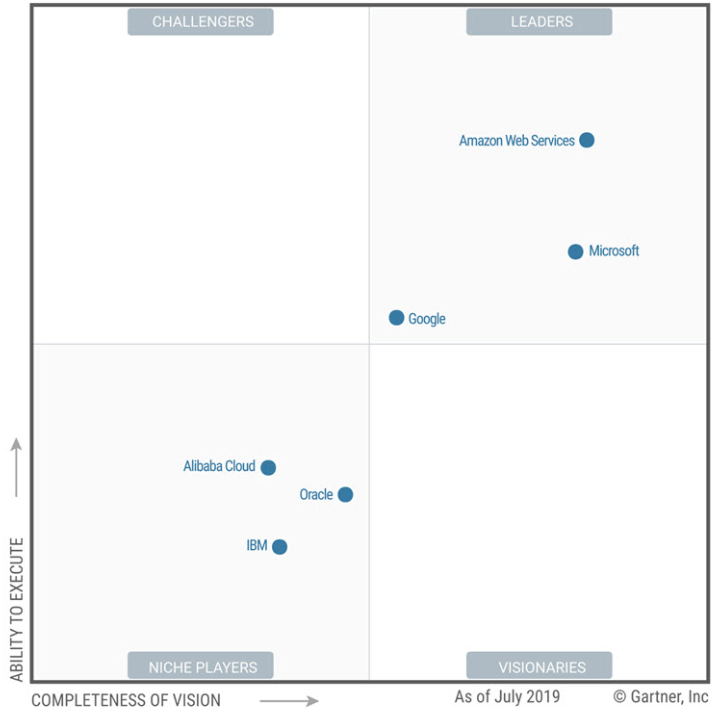 CHALLENGERS
LEADERS
Amazon Web Services
Microsoft
Google
Alibaba Cloud
Oracle
IBM
ABILITY TO EXECUTE
NICHE PLAYERS
VISIONARIES
COMPLETENESS OF VISION
As of July 2019
© Gartner, Inc